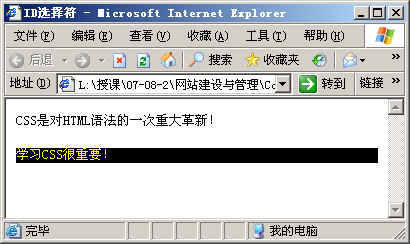 ID选择符 - Microsoft Internet Explorer
文件(F) 编辑(E) 查看(V) 收藏(A) 工具(T) 帮助(H)
后退 搜索 收藏夹 »
地址(D) L:\授课\07-08-2\网站建设与管理\Co 转到 链接 »
CSS是对HTML语法的一次重大革新！
学习CSS很重要！
完毕 我的电脑